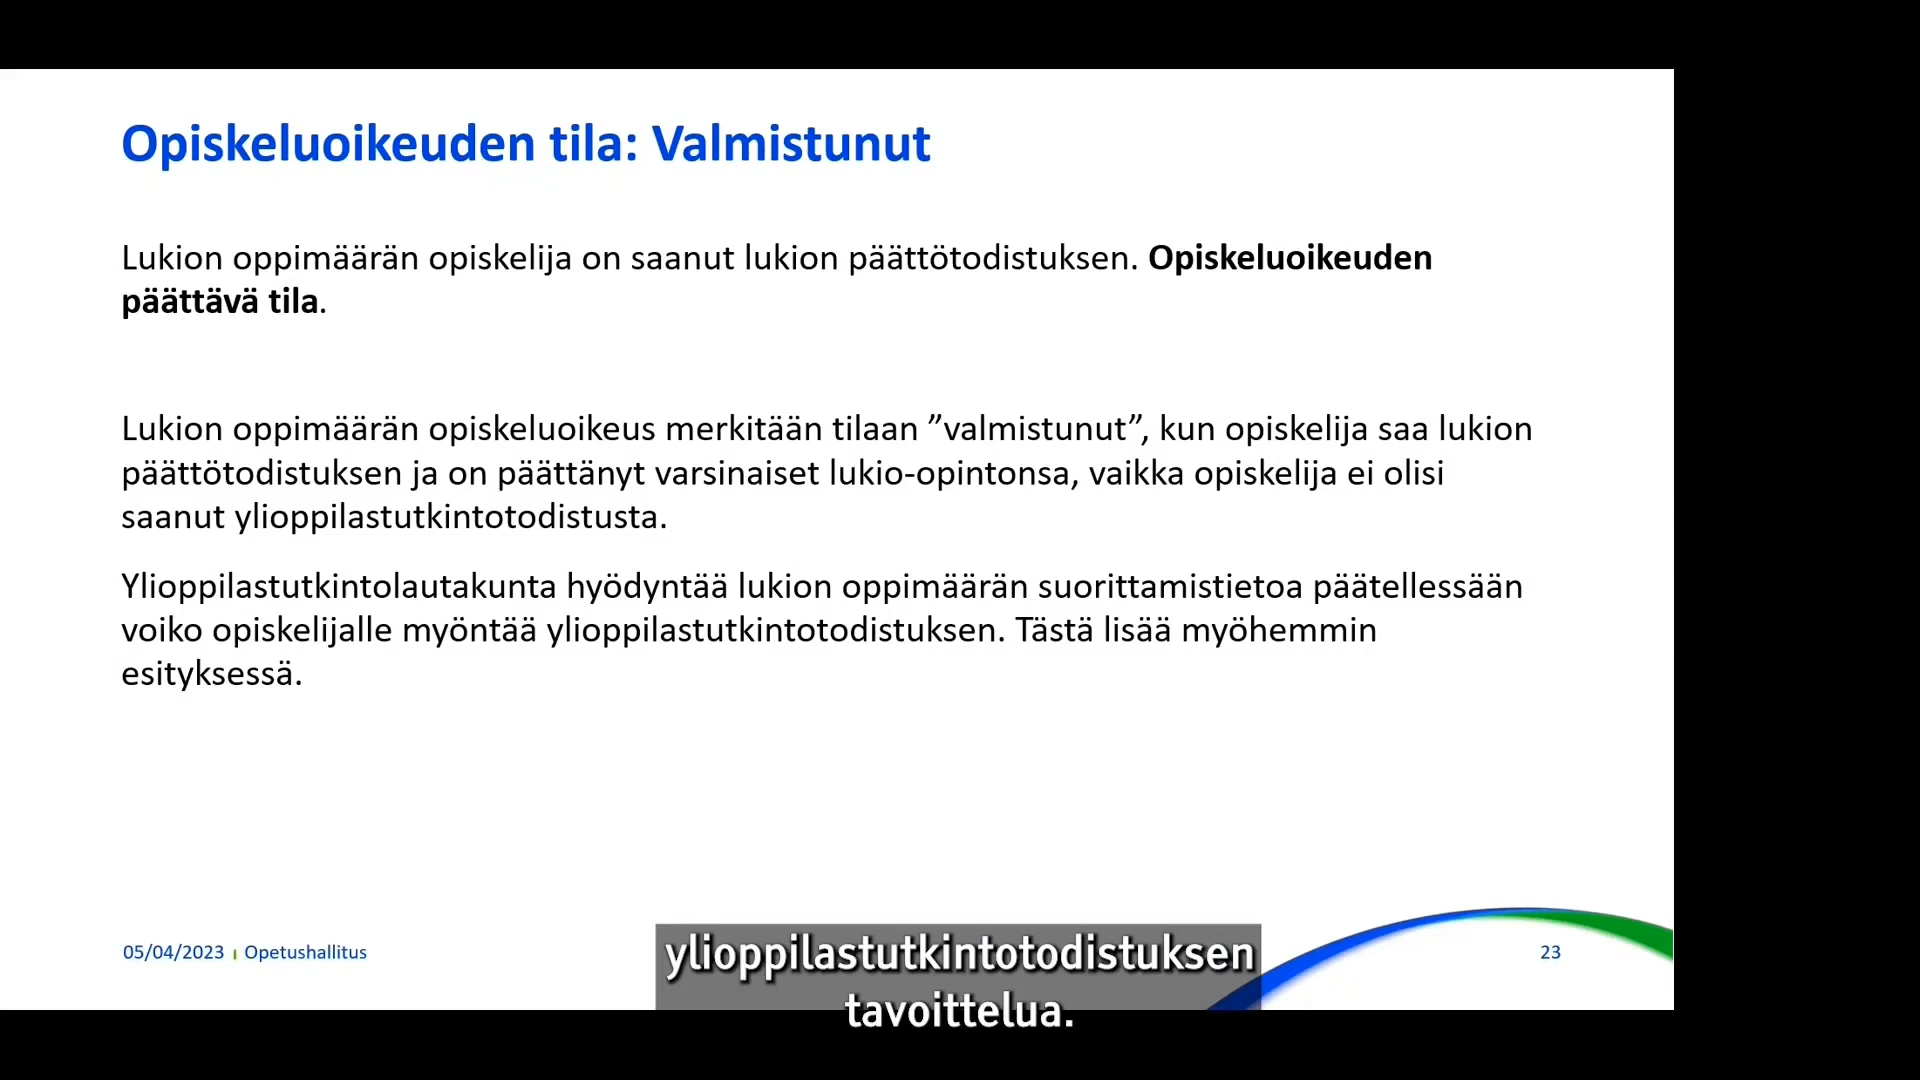 Opiskeluoikeuden tila: Valmistunut
Lukion oppimäärän opiskelija on saanut lukion päättötodistuksen. Opiskeluoikeuden
päättävä tila.
Lukion oppimäärän opiskeluoikeus merkitään tilaan ”valmistunut”, kun opiskelija saa lukion
päättötodistuksen ja on päättänyt varsinaiset lukio-opintonsa, vaikka opiskelija ei olisi
saanut ylioppilastutkintotodistusta.
Ylioppilastutkintolautakunta hyödyntää lukion oppimäärän suorittamistietoa päätellessään
voiko opiskelijalle myöntää ylioppilastutkintotodistuksen. Tästä lisää myöhemmin
esityksessä.
05/04/2023 | Opetushallitus
23
ylioppilastutkintotodistuksen
tavoittelua.